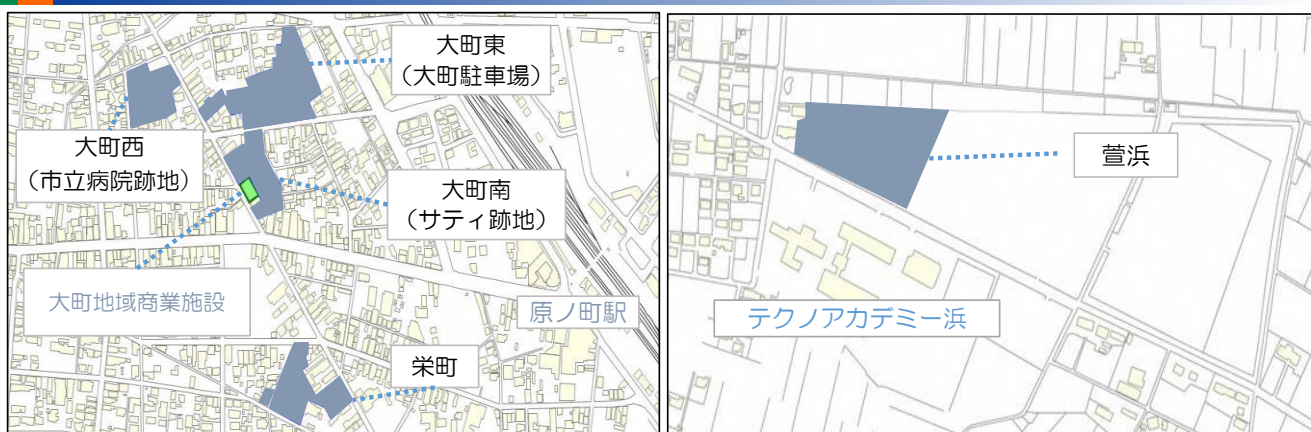 大町東
（大町駐車場）
大町西
（市立病院跡地）
大町南
（サティ跡地）
大町地域商業施設
原ノ町駅
栄町
萱浜
テクノアカデミー浜